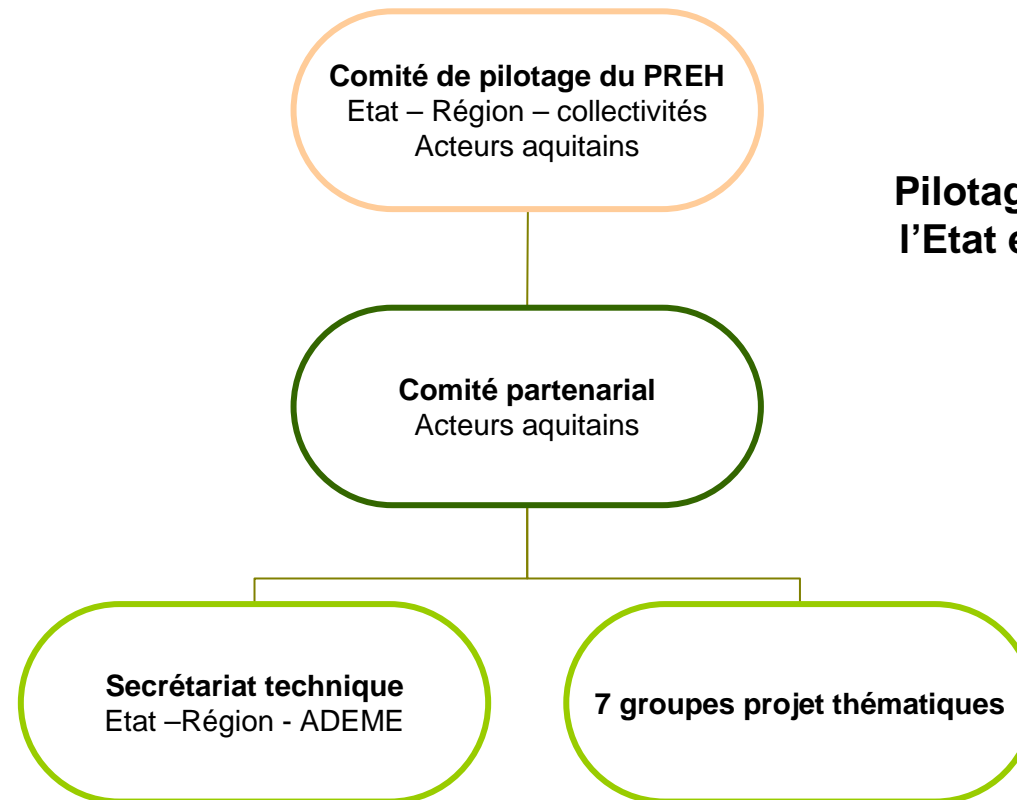 Comité de pilotage du PREH
Etat – Région – collectivités
Acteurs aquitains
l'Etat
Comité partenarial
Acteurs aquitains
Secrétariat technique
Etat –Région - ADEME
7 groupes projet thématiques